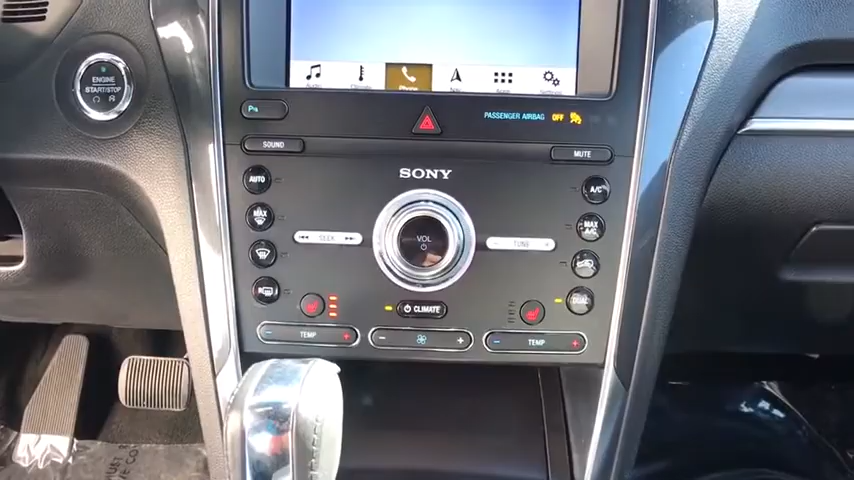 ENGINE
START/STOP
Audio
Climate
Phone
Nav
Apps
Settings
P
PASSENGER AIRBAG OFF
SOUND
SONY
MUTE
AUTO
A/C
MAX
MAX
A/C
SEEK
VOL
TUNE
R
DUAL
CLIMATE
- TEMP +
- +
- TEMP +
MUST